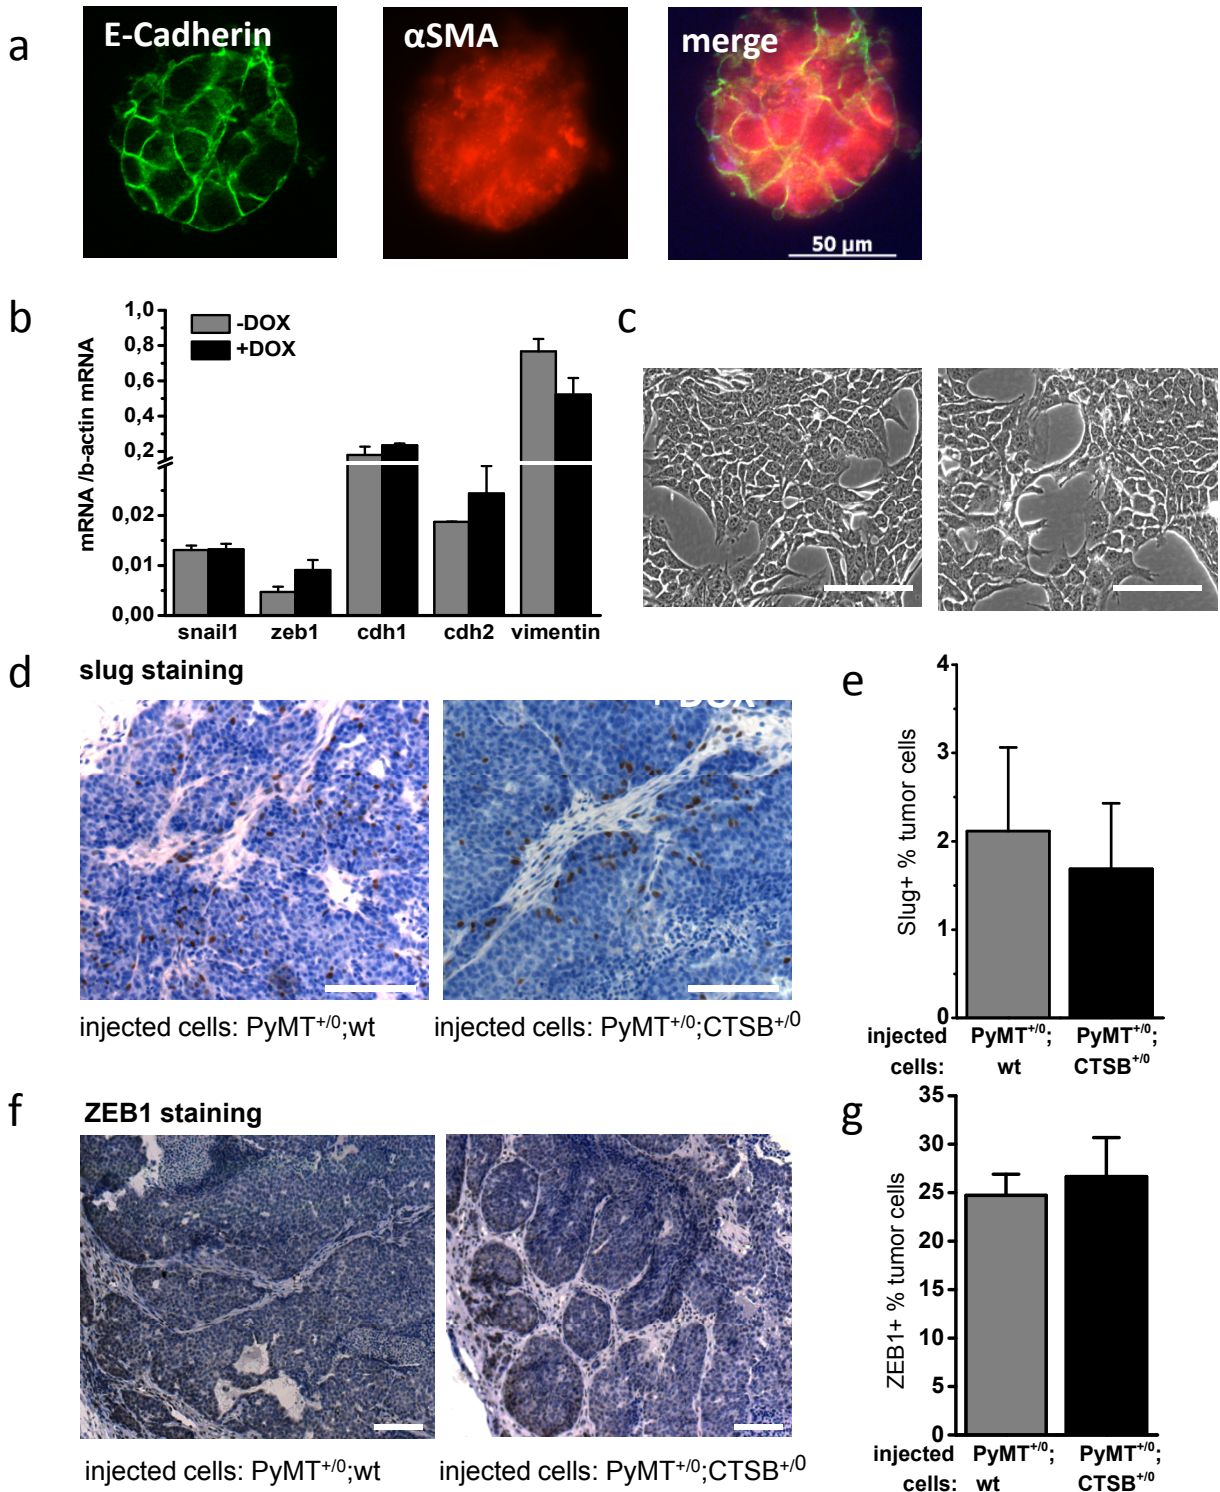 a
E-Cadherin
αSMA
merge
50 µm
b
mRNA /b-actin mRNA
1,0
0,8
0,6
0,4
0,2
0,02
0,01
0,00
-DOX
+DOX
snail1 zeb1 cdh1 cdh2 vimentin
c
d
slug staining
+ DOX
injected cells: PyMT+/0;wt
injected cells: PyMT+/0;CTSB+/0
e
Slug+ % tumor cells
4
3
2
1
0
injected PyMT+/0; PyMT+/0;
cells: wt CTSB+/0
f
ZEB1 staining
injected cells: PyMT+/0;wt
injected cells: PyMT+/0;CTSB+/0
g
ZEB1+ % tumor cells
35
30
25
20
15
10
5
0
injected PyMT+/0; PyMT+/0;
cells: wt CTSB+/0